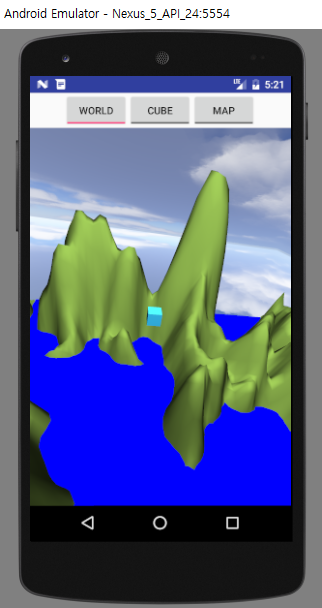 Android Emulator - Nexus_5_API_24:5554
5:21
WORLD CUBE MAP